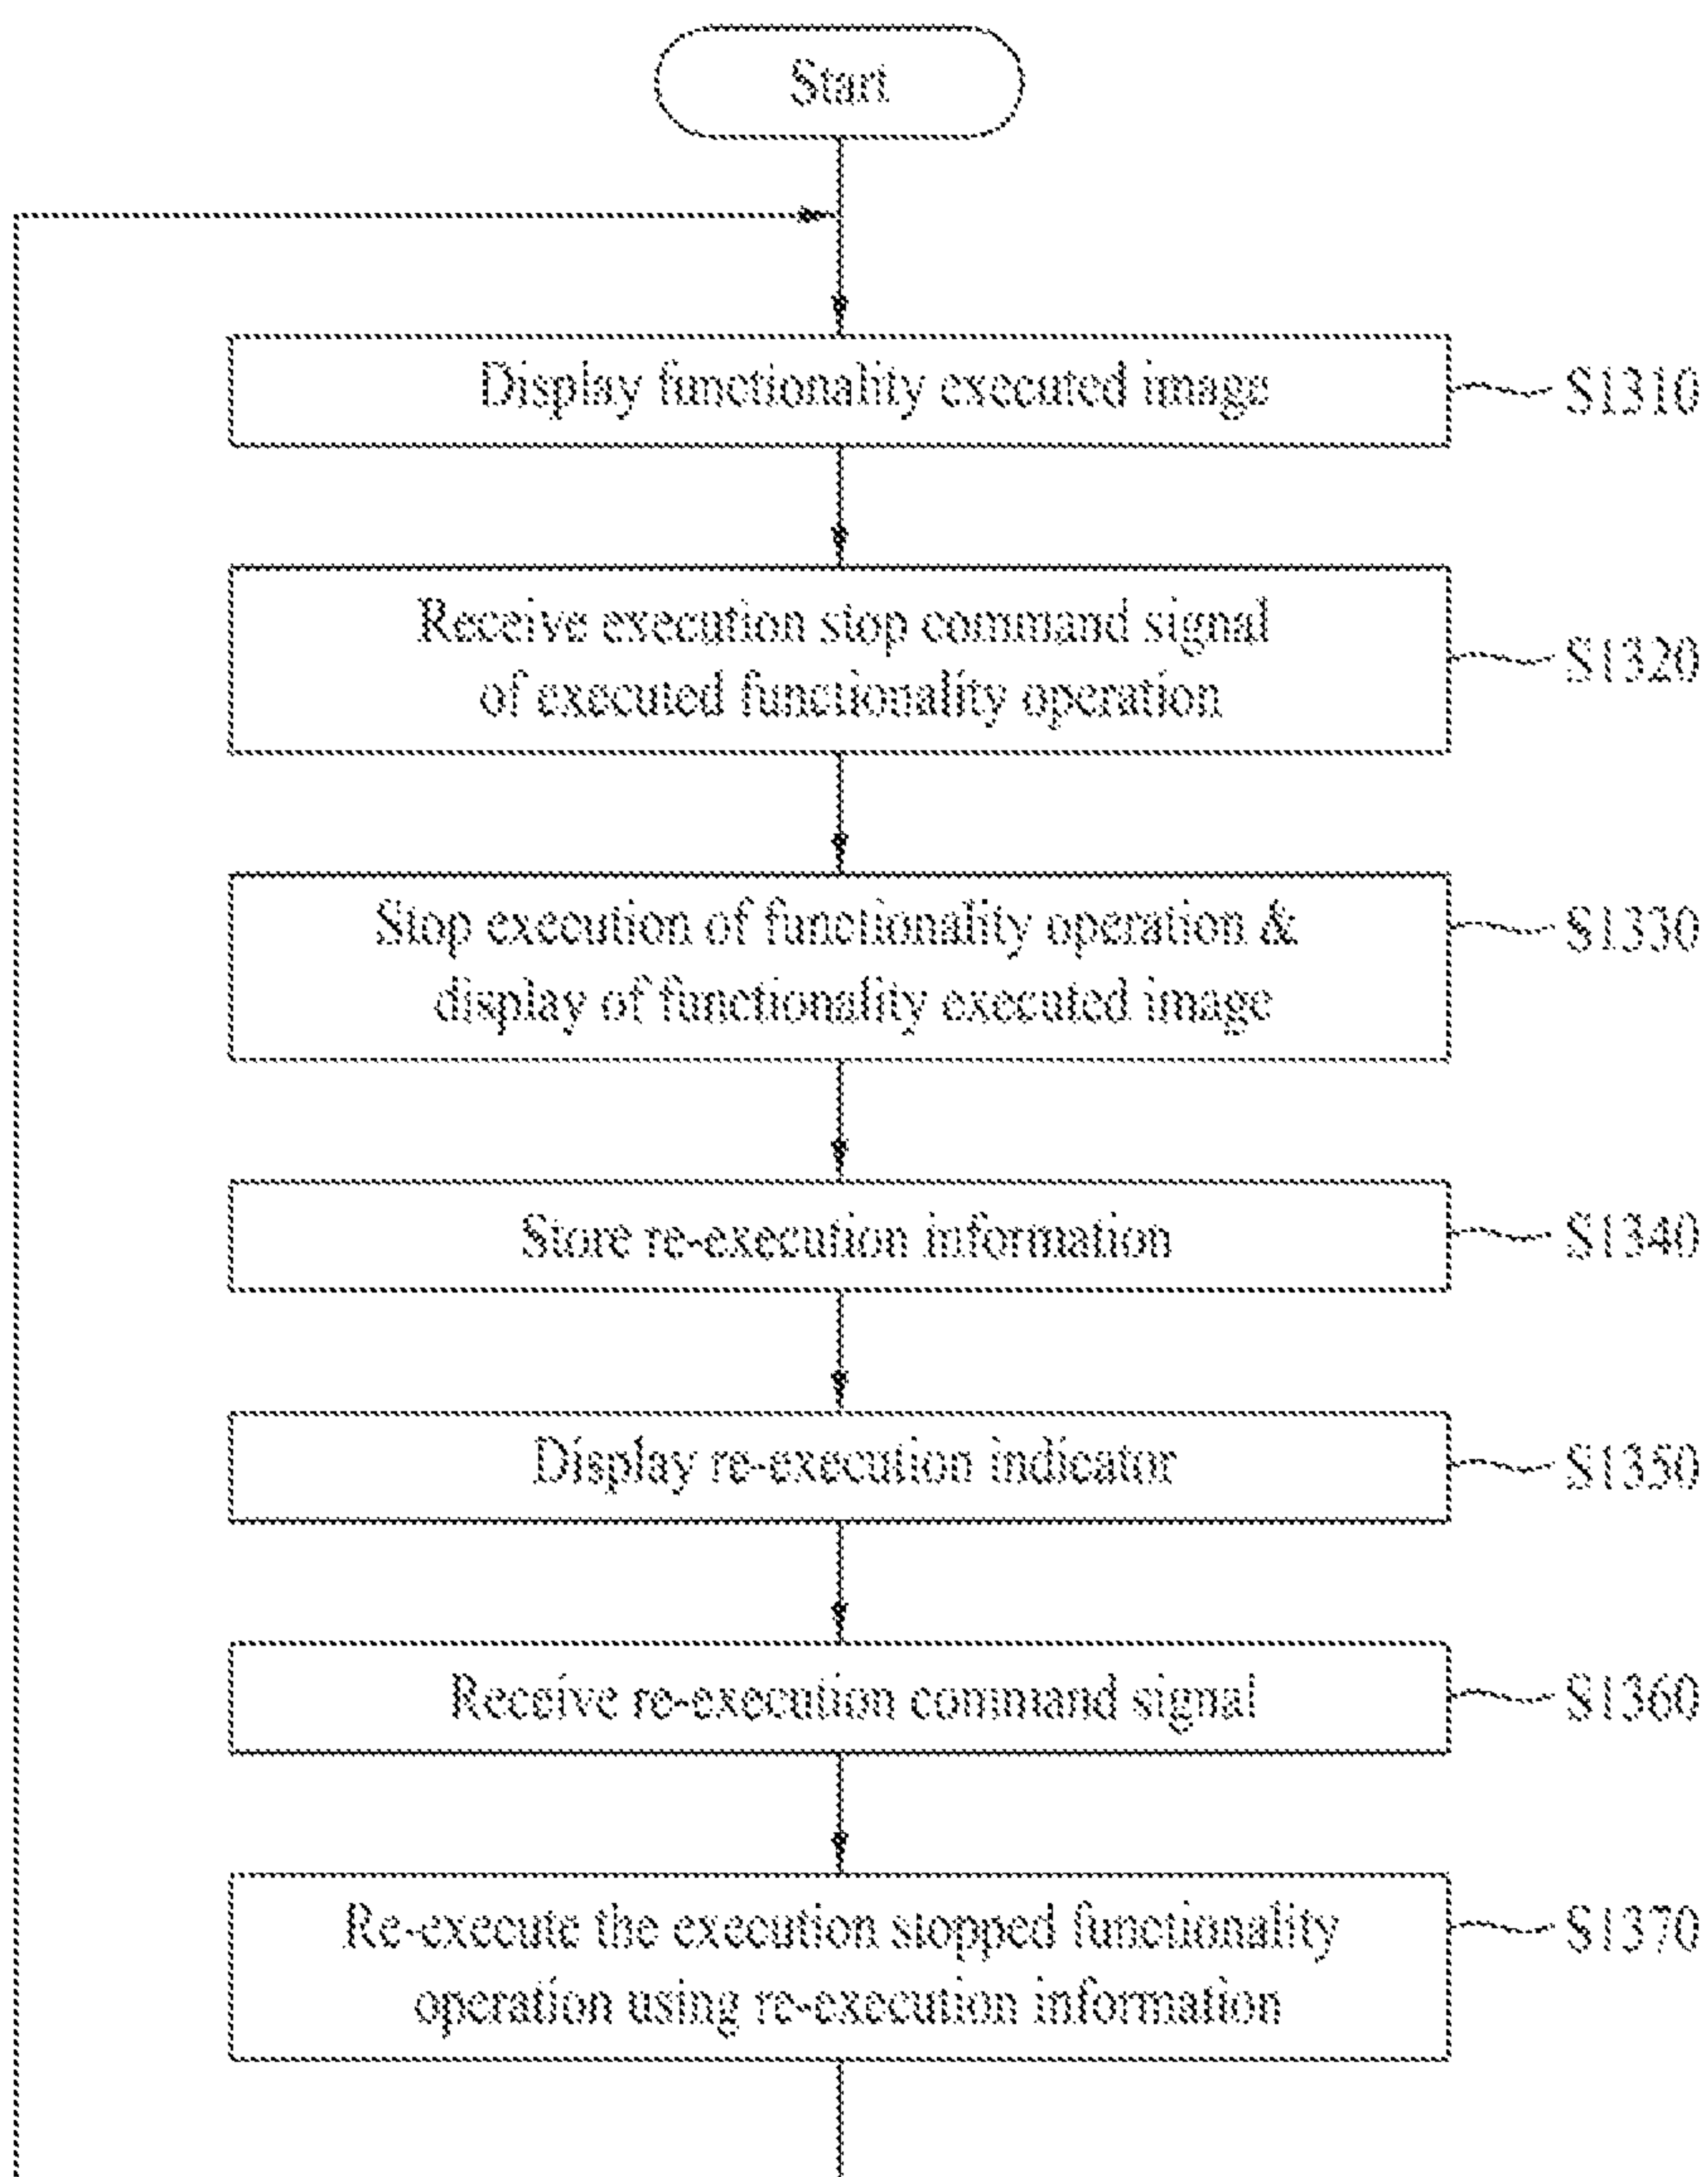 Start
Display functionality executed image
S1310
Receive execution stop command signal
of executed functionality operation
S1320
Stop execution of functionality operation &
display of functionality executed image
S1330
Store re-execution information
S1340
Display re-execution indicator
S1350
Receive re-execution command signal
S1360
Re-execute the execution stopped functionality
operation using re-execution information
S1370